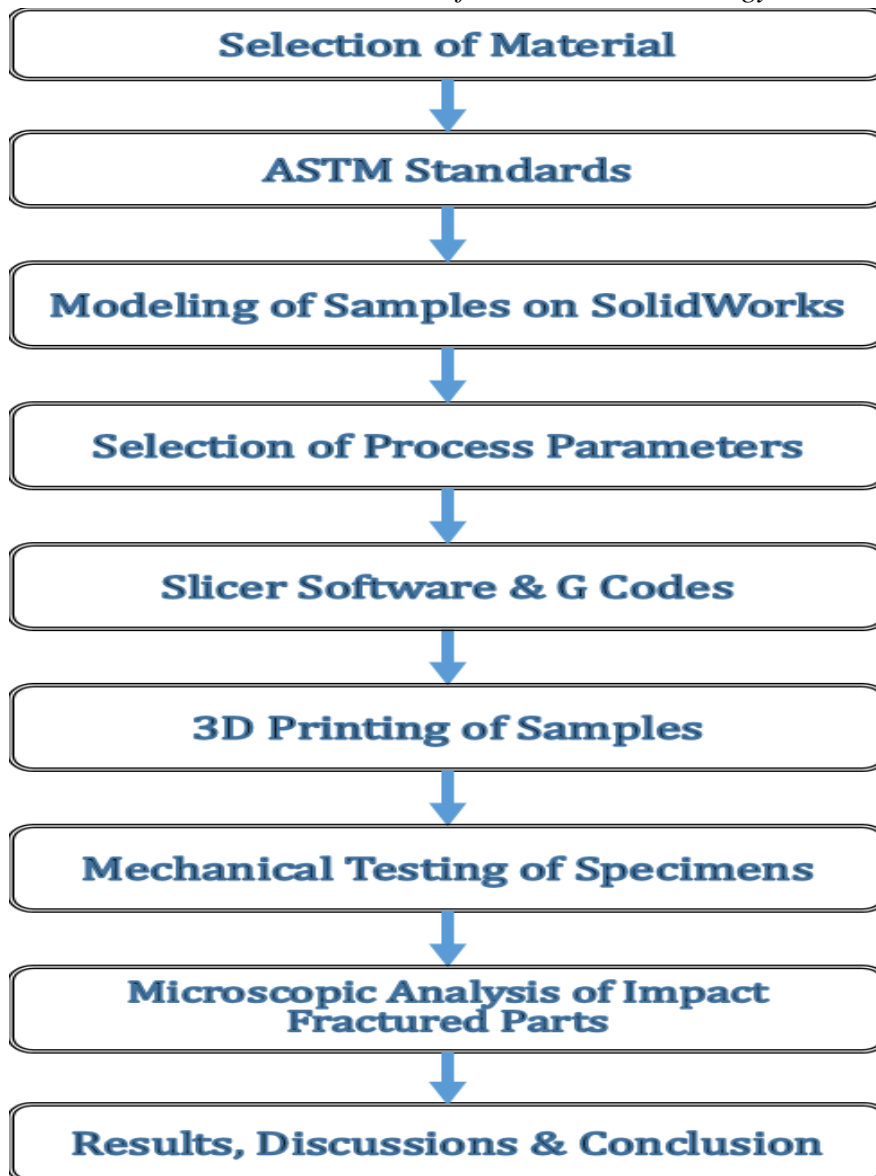 Selection of Material
ASTM Standards
Modeling of Samples on SolidWorks
Selection of Process Parameters
Slicer Software & G Codes
3D Printing of Samples
Mechanical Testing of Specimens
Microscopic Analysis of Impact
Fractured Parts
Results, Discussions & Conclusion